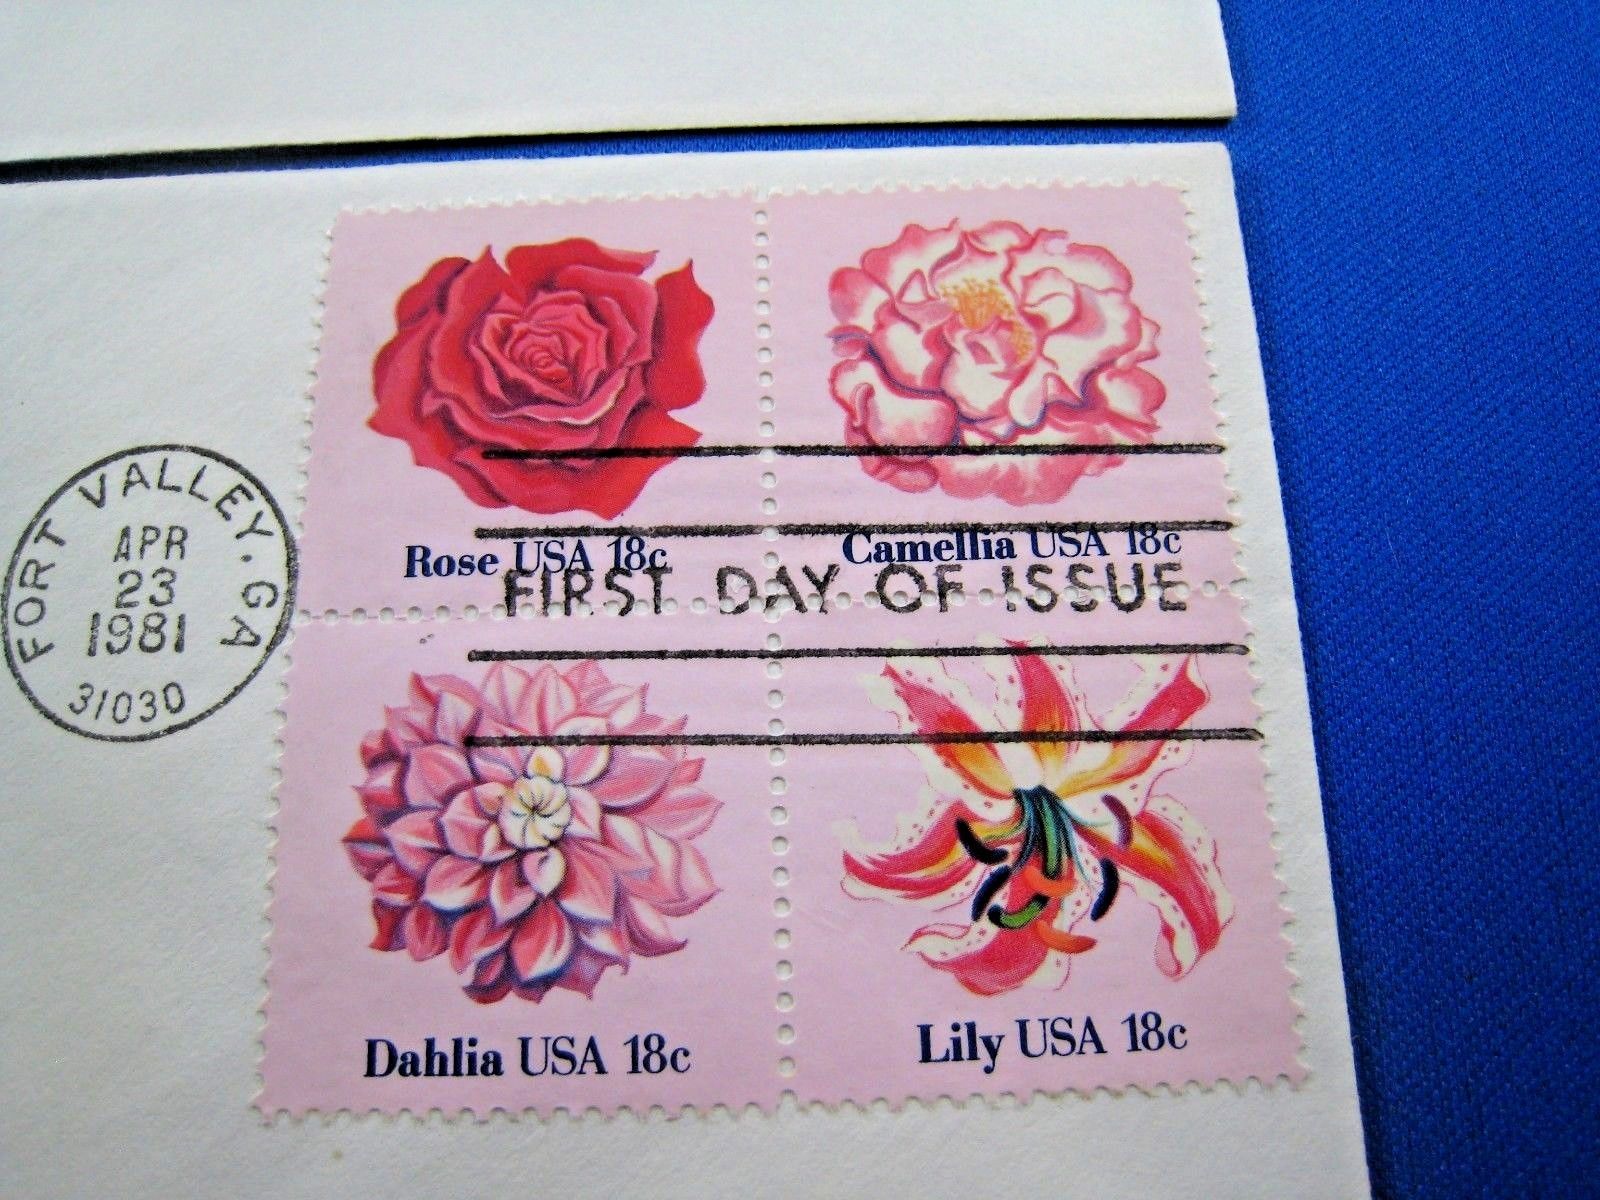 FORT VALLEY, GA
APR
23
1981
31030
Rose USA 18c
Camellia USA 18c
FIRST DAY OF ISSUE
Dahlia USA 18c
Lily USA 18c